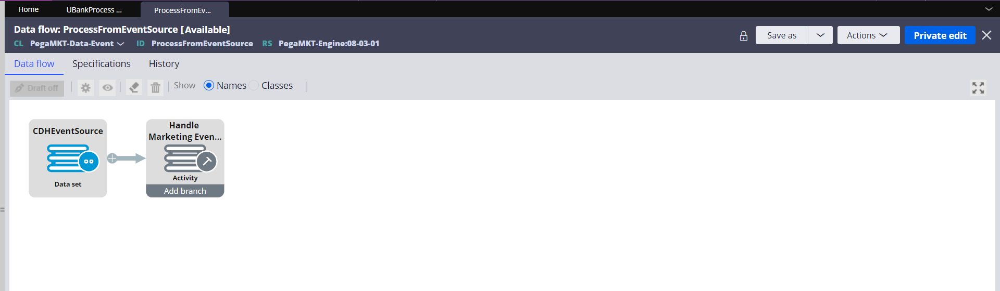 Home UBankProcess ... ProcessFromEv...
Data flow: ProcessFromEventSource [Available]
CL PegaMKT-Data-Event ID ProcessFromEventSource RS PegaMKT-Engine:08-03-01
Save as Actions Private edit
Data flow Specifications History
Draft off Show Names Classes
CDHEventSource
Data set
Handle
Marketing Even...
Activity
Add branch